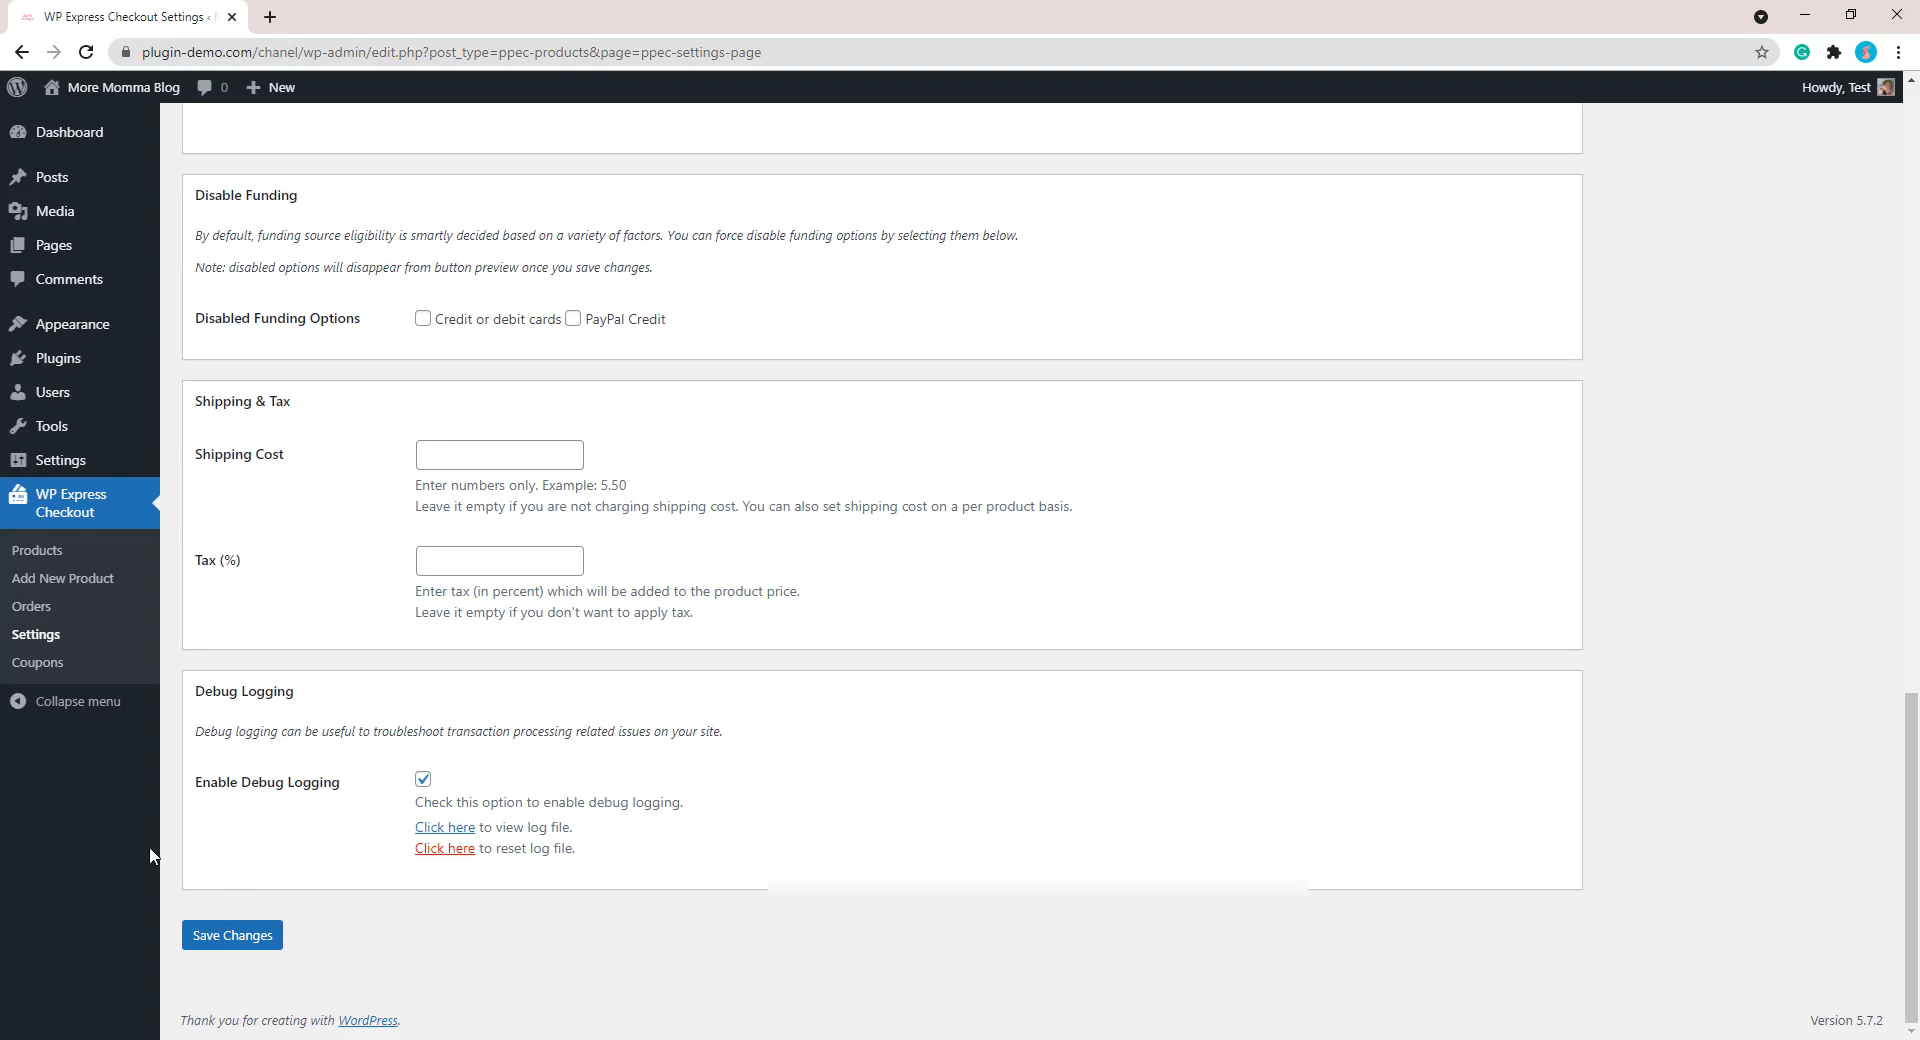 WP Express Checkout Settings ‹
plugin-demo.com/chanel/wp-admin/edit.php?post_type=ppec-products&page=ppec-settings-page
More Momma Blog
0
New
Howdy, Test
Dashboard
Posts
Media
Pages
Comments
Appearance
Plugins
Users
Tools
Settings
WP Express
Checkout
Products
Add New Product
Orders
Settings
Coupons
Collapse menu
Disable Funding
By default, funding source eligibility is smartly decided based on a variety of factors. You can force disable funding options by selecting them below.
Note: disabled options will disappear from button preview once you save changes.
Disabled Funding Options
Credit or debit cards
PayPal Credit
Shipping & Tax
Shipping Cost
Enter numbers only. Example: 5.50
Leave it empty if you are not charging shipping cost. You can also set shipping cost on a per product basis.
Tax (%)
Enter tax (in percent) which will be added to the product price.
Leave it empty if you don't want to apply tax.
Debug Logging
Debug logging can be useful to troubleshoot transaction processing related issues on your site.
Enable Debug Logging
Check this option to enable debug logging.
Click here to view log file.
Click here to reset log file.
Save Changes
Thank you for creating with WordPress.
Version 5.7.2